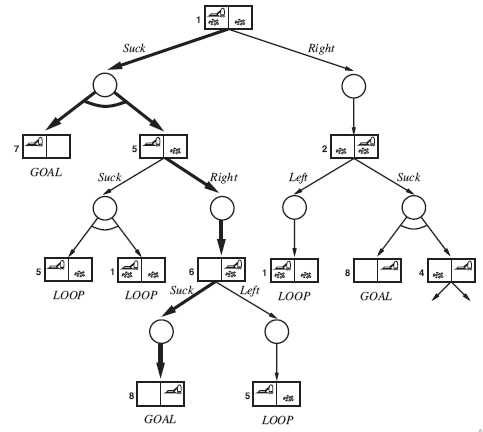 1
Suck Right
7 5 2
GOAL
Suck Right Left Suck
5 1 6 1 8 4
LOOP LOOP LOOP GOAL
Suck Left
8 5
GOAL LOOP